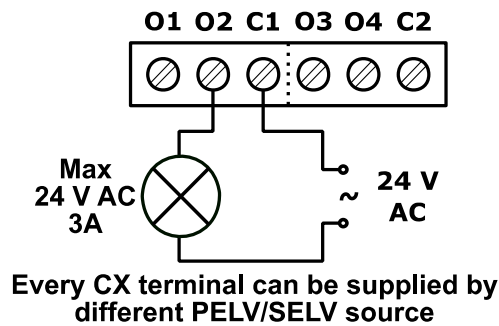 O1 O2 C1 O3 O4 C2
Max
24 V AC
3A
24 V
~
AC
Every CX terminal can be supplied by
different PELV/SELV source